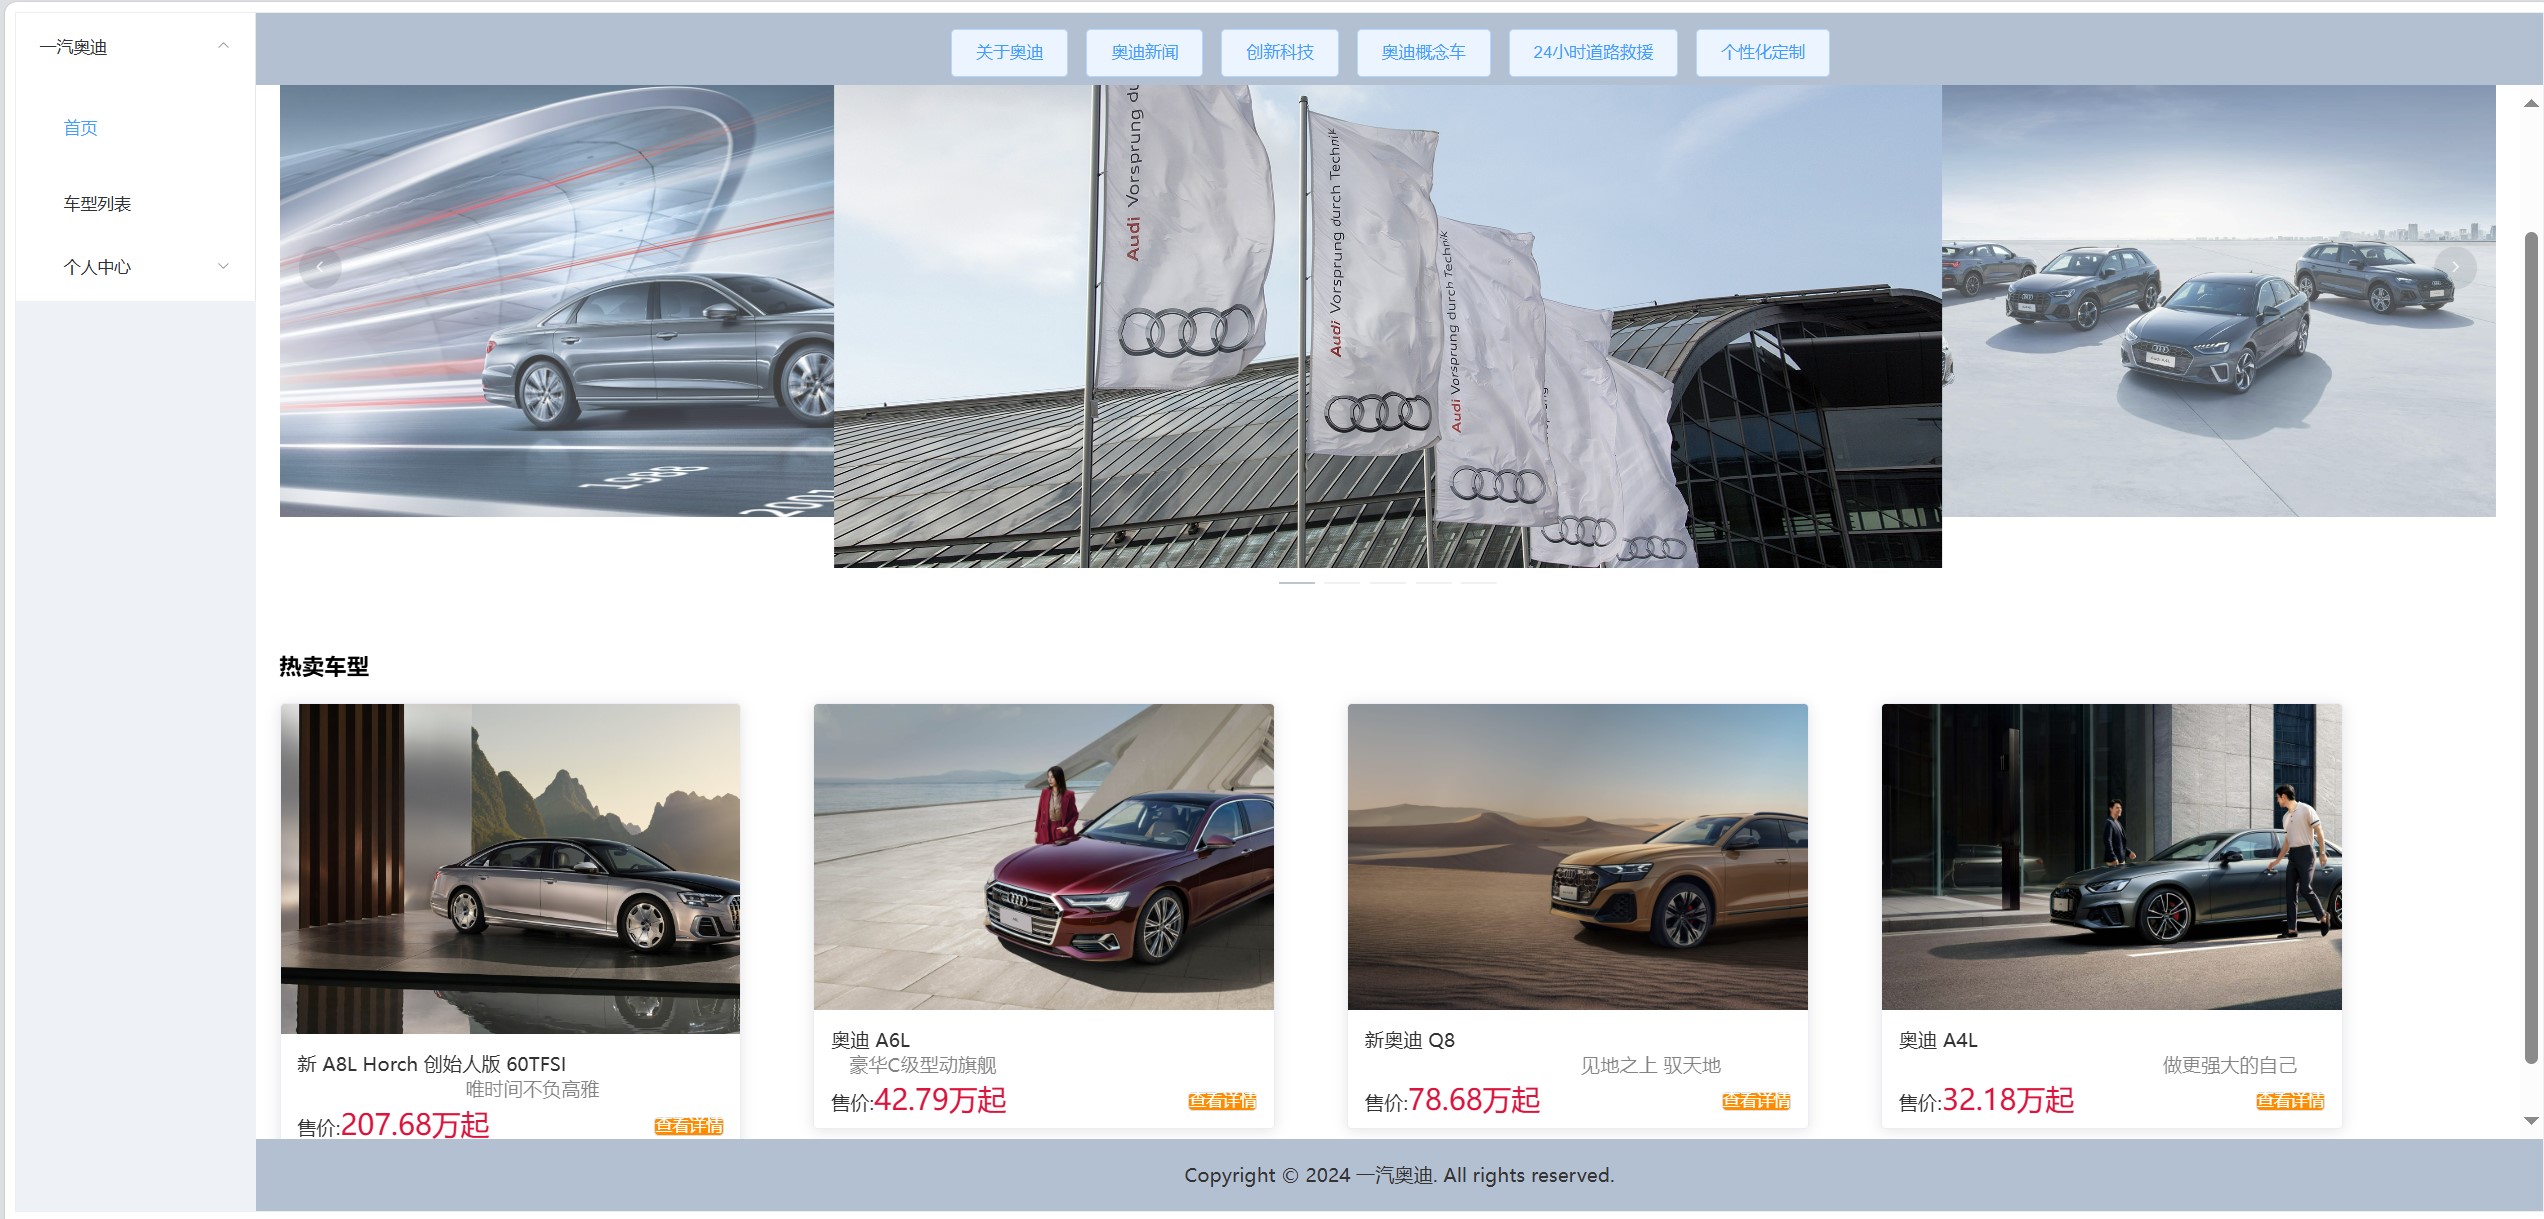 一汽奥迪
首页
车型列表
个人中心
关于奥迪
奥迪新闻
创新科技
奥迪概念车
24小时道路救援
个性化定制
1988
Audi Vorsprung du
Audi Vorsprung durch Technik
Audi Vorsprung durch Technik
热卖车型
新 A8L Horch 创始人版 60TFSI
唯时间不负高雅
售价:207.68万起
查看详情
奥迪 A6L
豪华C级型动旗舰
售价:42.79万起
查看详情
新奥迪 Q8
见地之上 驭天地
售价:78.68万起
查看详情
奥迪 A4L
做更强大的自己
售价:32.18万起
查看详情
Copyright © 2024 一汽奥迪. All rights reserved.